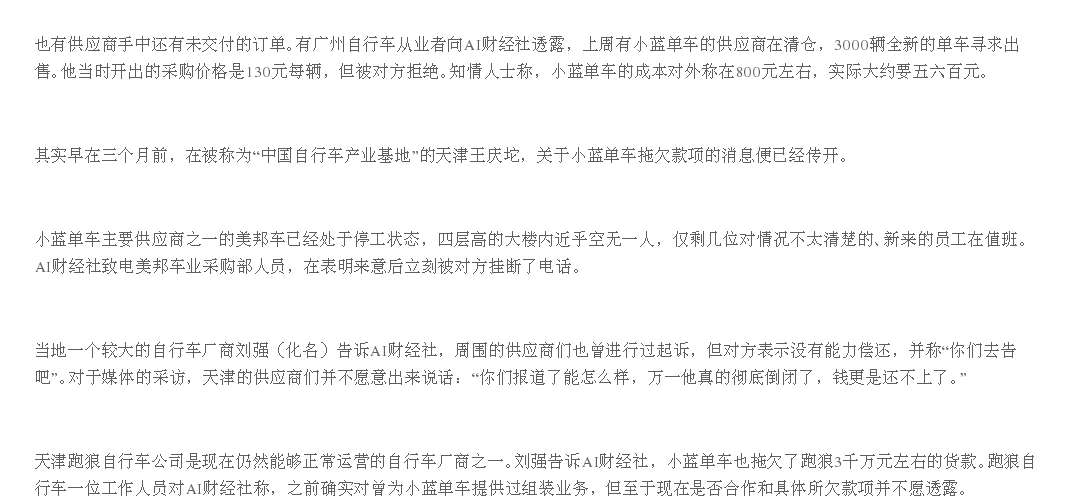 也有供应商手中还有未交付的订单。有广州自行车从业者向AI财经社透露，上周有小蓝单车的供应商在清仓，3000辆全新的单车寻求出
售。他当时开出的采购价格是130元每辆，但被对方拒绝。知情人士称，小蓝单车的成本对外称在800元左右，实际大约要五六百元。
其实早在三个月前，在被称为“中国自行车产业基地”的天津王庆坨，关于小蓝单车拖欠款项的消息便已经传开。
小蓝单车主要供应商之一的美邦车已经处于停工状态，四层高的大楼内近乎空无一人，仅剩几位对情况不太清楚的、新来的员工在值班。
AI财经社致电美邦车业采购部人员，在表明来意后立刻被对方挂断了电话。
当地一个较大的自行车厂商刘强（化名）告诉AI财经社，周围的供应商们也曾进行过起诉，但对方表示没有能力偿还，并称“你们去告
吧”。对于媒体的采访，天津的供应商们并不愿意出来说话：“你们报道了能怎么样，万一他真的彻底倒闭了，钱更是还不上了。”
天津跑狼自行车公司是现在仍然能够正常运营的自行车厂商之一。刘强告诉AI财经社，小蓝单车也拖欠了跑狼3千万元左右的货款。跑狼自
行车一位工作人员对AI财经社称，之前确实对曾为小蓝单车提供过组装业务，但至于现在是否合作和具体所欠款项并不愿透露。